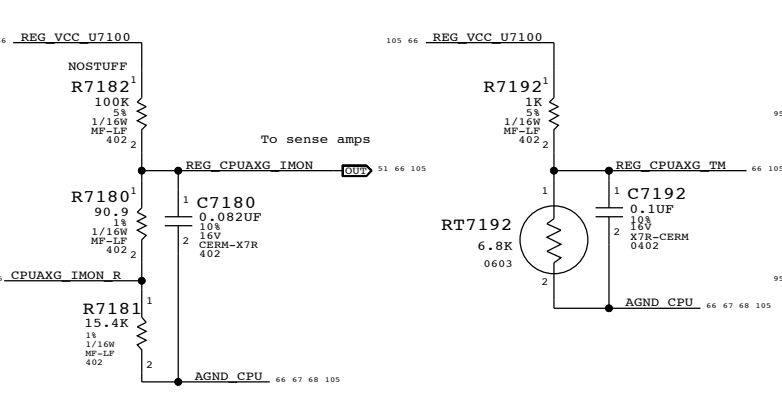 6 REG_VCC_U7100
NOSTUFF
R7182 1
100K
5%
1/16W
MF-LF
402 2
To sense amps
REG_CPUAXG_IMON OUT 51 66 105
R7180 1
90.9
1%
1/16W
MF-LF
402 2
1 C7180
0.082UF
10%
16V
2 CERM-X7R
402
CPUAXG_IMON_R
R7181 1
15.4K
1%
1/16W
MF-LF
402 2
AGND_CPU 66 67 68 105
105 66 REG_VCC_U7100
R7192 1
1K
5%
1/16W
MF-LF
402 2
REG_CPUAXG_TM 66 105
1
RT7192
6.8K
0603
2
1 C7192
0.1UF
10%
16V
2 X7R-CERM
0402
AGND_CPU 66 67 68 105
95
95